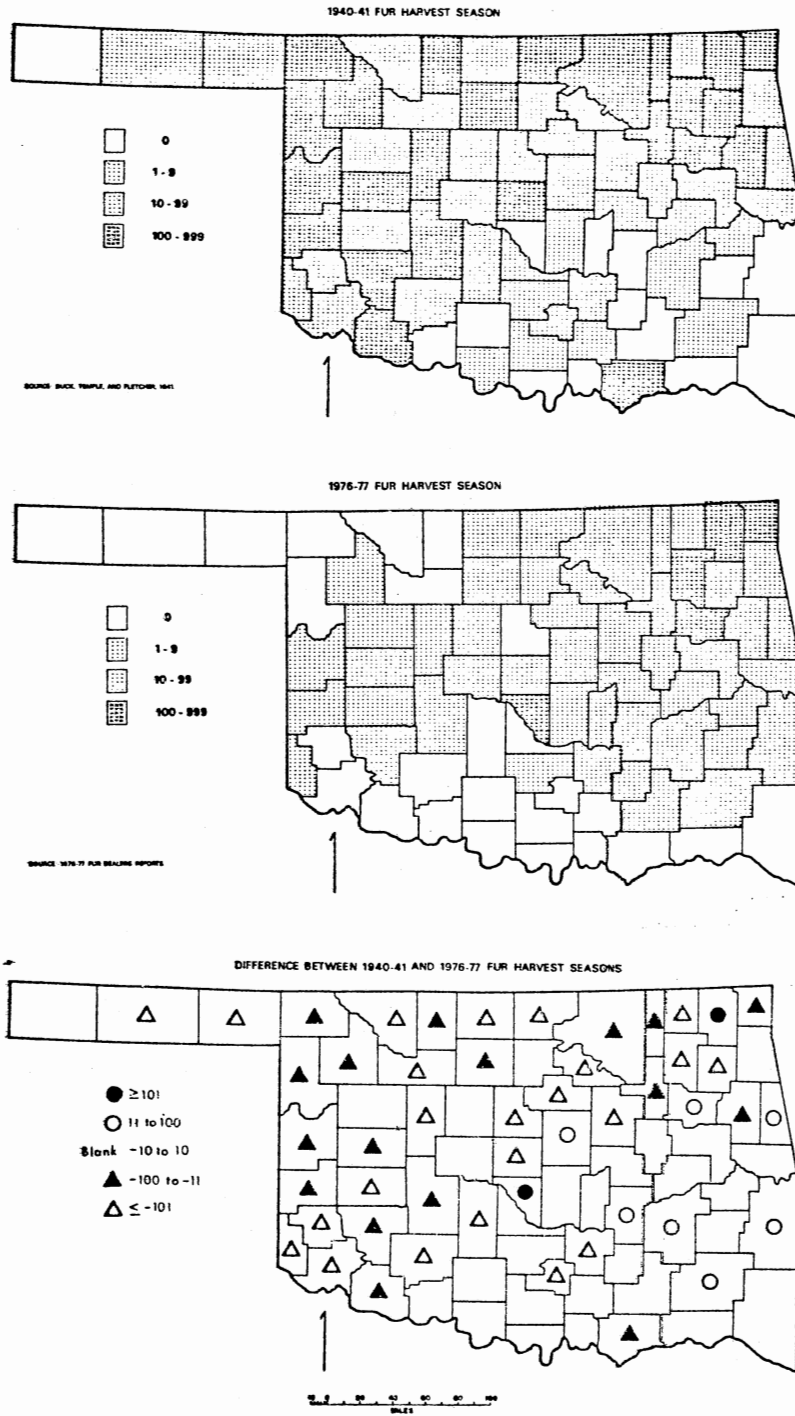 1940-41 FUR HARVEST SEASON
0
1 - 9
10 - 99
100 - 999
SOURCE: DUCK, TEMPLE, AND FLETCHER, 1941.
1976-77 FUR HARVEST SEASON
0
1 - 9
10 - 99
100 - 999
*SOURCE: 1976-77 FUR DEALERS REPORTS.
DIFFERENCE BETWEEN 1940-41 AND 1976-77 FUR HARVEST SEASONS
≥101
11 to 100
Blank -10 to 10
-100 to -11
≤ -101
MILES